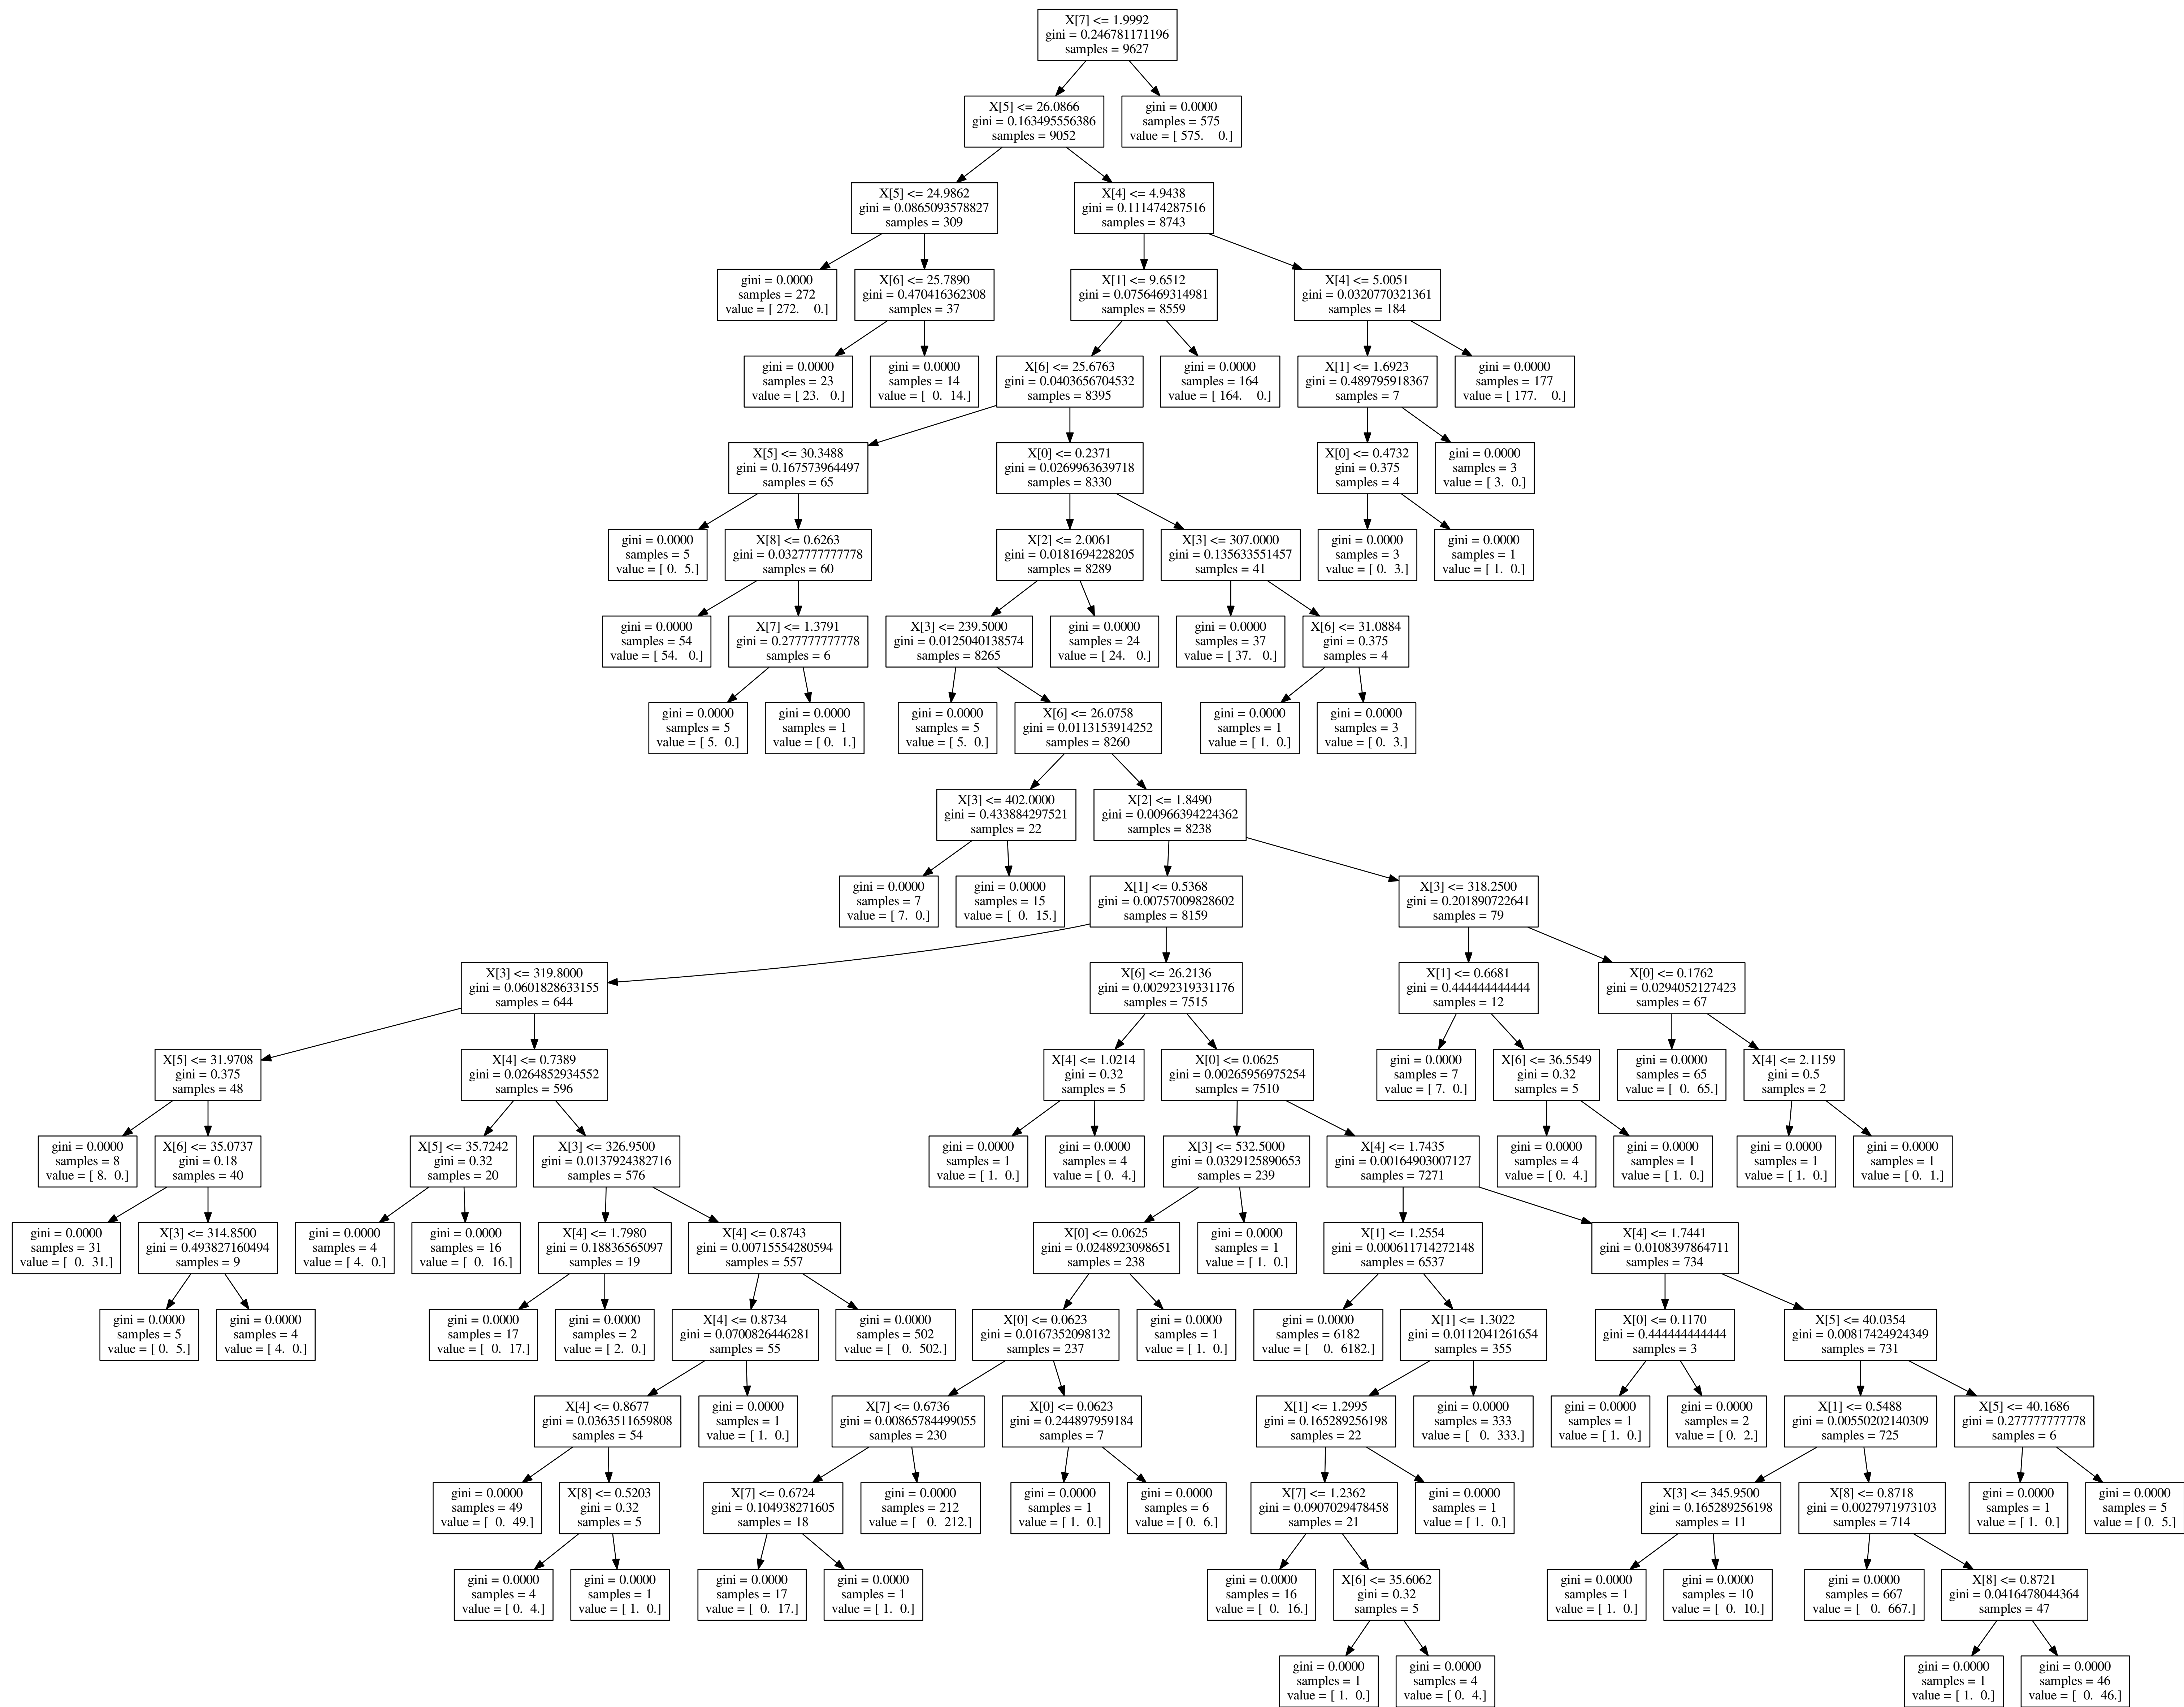 X[7] <= 1.9992
gini = 0.246781171196
samples = 9627
X[5] <= 26.0866
gini = 0.163495556386
samples = 9052
gini = 0.0000
samples = 575
value = [ 575. 0.]
X[5] <= 24.9862
gini = 0.0865093578827
samples = 309
X[4] <= 4.9438
gini = 0.111474287516
samples = 8743
gini = 0.0000
samples = 272
value = [ 272. 0.]
X[6] <= 25.7890
gini = 0.470416362308
samples = 37
X[1] <= 9.6512
gini = 0.0756469314981
samples = 8559
X[4] <= 5.0051
gini = 0.0320770321361
samples = 184
gini = 0.0000
samples = 23
value = [ 23. 0.]
gini = 0.0000
samples = 14
value = [ 0. 14.]
X[6] <= 25.6763
gini = 0.0403656704532
samples = 8395
gini = 0.0000
samples = 164
value = [ 164. 0.]
X[1] <= 1.6923
gini = 0.489795918367
samples = 7
gini = 0.0000
samples = 177
value = [ 177. 0.]
X[5] <= 30.3488
gini = 0.167573964497
samples = 65
X[0] <= 0.2371
gini = 0.0269963639718
samples = 8330
X[0] <= 0.4732
gini = 0.375
samples = 4
gini = 0.0000
samples = 3
value = [ 3. 0.]
gini = 0.0000
samples = 5
value = [ 0. 5.]
X[8] <= 0.6263
gini = 0.0327777777778
samples = 60
X[2] <= 2.0061
gini = 0.0181694228205
samples = 8289
X[3] <= 307.0000
gini = 0.135633551457
samples = 41
gini = 0.0000
samples = 3
value = [ 0. 3.]
gini = 0.0000
samples = 1
value = [ 1. 0.]
gini = 0.0000
samples = 54
value = [ 54. 0.]
X[7] <= 1.3791
gini = 0.277777777778
samples = 6
X[3] <= 239.5000
gini = 0.0125040138574
samples = 8265
gini = 0.0000
samples = 24
value = [ 24. 0.]
gini = 0.0000
samples = 37
value = [ 37. 0.]
X[6] <= 31.0884
gini = 0.375
samples = 4
gini = 0.0000
samples = 5
value = [ 5. 0.]
gini = 0.0000
samples = 1
value = [ 0. 1.]
gini = 0.0000
samples = 5
value = [ 5. 0.]
X[6] <= 26.0758
gini = 0.0113153914252
samples = 8260
gini = 0.0000
samples = 1
value = [ 1. 0.]
gini = 0.0000
samples = 3
value = [ 0. 3.]
X[3] <= 402.0000
gini = 0.433884297521
samples = 22
X[2] <= 1.8490
gini = 0.00966394224362
samples = 8238
gini = 0.0000
samples = 7
value = [ 7. 0.]
gini = 0.0000
samples = 15
value = [ 0. 15.]
X[1] <= 0.5368
gini = 0.00757009828602
samples = 8159
X[3] <= 318.2500
gini = 0.201890722641
samples = 79
X[3] <= 319.8000
gini = 0.0601828633155
samples = 644
X[6] <= 26.2136
gini = 0.00292319331176
samples = 7515
X[1] <= 0.6681
gini = 0.444444444444
samples = 12
X[0] <= 0.1762
gini = 0.0294052127423
samples = 67
X[5] <= 31.9708
gini = 0.375
samples = 48
X[4] <= 0.7389
gini = 0.0264852934552
samples = 596
X[4] <= 1.0214
gini = 0.32
samples = 5
X[0] <= 0.0625
gini = 0.00265956975254
samples = 7510
gini = 0.0000
samples = 7
value = [ 7. 0.]
X[6] <= 36.5549
gini = 0.32
samples = 5
gini = 0.0000
samples = 65
value = [ 0. 65.]
X[4] <= 2.1159
gini = 0.5
samples = 2
gini = 0.0000
samples = 8
value = [ 8. 0.]
X[6] <= 35.0737
gini = 0.18
samples = 40
X[5] <= 35.7242
gini = 0.32
samples = 20
X[3] <= 326.9500
gini = 0.0137924382716
samples = 576
gini = 0.0000
samples = 1
value = [ 1. 0.]
gini = 0.0000
samples = 4
value = [ 0. 4.]
X[3] <= 532.5000
gini = 0.0329125890653
samples = 239
X[4] <= 1.7435
gini = 0.00164903007127
samples = 7271
gini = 0.0000
samples = 4
value = [ 0. 4.]
gini = 0.0000
samples = 1
value = [ 1. 0.]
gini = 0.0000
samples = 1
value = [ 1. 0.]
gini = 0.0000
samples = 1
value = [ 0. 1.]
gini = 0.0000
samples = 31
value = [ 0. 31.]
X[3] <= 314.8500
gini = 0.493827160494
samples = 9
gini = 0.0000
samples = 4
value = [ 4. 0.]
gini = 0.0000
samples = 16
value = [ 0. 16.]
X[4] <= 1.7980
gini = 0.18836565097
samples = 19
X[4] <= 0.8743
gini = 0.00715554280594
samples = 557
X[0] <= 0.0625
gini = 0.0248923098651
samples = 238
gini = 0.0000
samples = 1
value = [ 1. 0.]
X[1] <= 1.2554
gini = 0.000611714272148
samples = 6537
X[4] <= 1.7441
gini = 0.0108397864711
samples = 734
gini = 0.0000
samples = 5
value = [ 0. 5.]
gini = 0.0000
samples = 4
value = [ 4. 0.]
gini = 0.0000
samples = 17
value = [ 0. 17.]
gini = 0.0000
samples = 2
value = [ 2. 0.]
X[4] <= 0.8734
gini = 0.0700826446281
samples = 55
gini = 0.0000
samples = 502
value = [ 0. 502.]
X[0] <= 0.0623
gini = 0.0167352098132
samples = 237
gini = 0.0000
samples = 1
value = [ 1. 0.]
gini = 0.0000
samples = 6182
value = [ 0. 6182.]
X[1] <= 1.3022
gini = 0.0112041261654
samples = 355
X[0] <= 0.1170
gini = 0.444444444444
samples = 3
X[5] <= 40.0354
gini = 0.00817424924349
samples = 731
X[4] <= 0.8677
gini = 0.0363511659808
samples = 54
gini = 0.0000
samples = 1
value = [ 1. 0.]
X[7] <= 0.6736
gini = 0.00865784499055
samples = 230
X[0] <= 0.0623
gini = 0.244897959184
samples = 7
X[1] <= 1.2995
gini = 0.165289256198
samples = 22
gini = 0.0000
samples = 333
value = [ 0. 333.]
gini = 0.0000
samples = 1
value = [ 1. 0.]
gini = 0.0000
samples = 2
value = [ 0. 2.]
X[1] <= 0.5488
gini = 0.00550202140309
samples = 725
X[5] <= 40.1686
gini = 0.277777777778
samples = 6
gini = 0.0000
samples = 49
value = [ 0. 49.]
X[8] <= 0.5203
gini = 0.32
samples = 5
X[7] <= 0.6724
gini = 0.104938271605
samples = 18
gini = 0.0000
samples = 212
value = [ 0. 212.]
gini = 0.0000
samples = 1
value = [ 1. 0.]
gini = 0.0000
samples = 6
value = [ 0. 6.]
X[7] <= 1.2362
gini = 0.0907029478458
samples = 21
gini = 0.0000
samples = 1
value = [ 1. 0.]
X[3] <= 345.9500
gini = 0.165289256198
samples = 11
X[8] <= 0.8718
gini = 0.0027971973103
samples = 714
gini = 0.0000
samples = 1
value = [ 1. 0.]
gini = 0.0000
samples = 5
value = [ 0. 5.]
gini = 0.0000
samples = 4
value = [ 0. 4.]
gini = 0.0000
samples = 1
value = [ 1. 0.]
gini = 0.0000
samples = 17
value = [ 0. 17.]
gini = 0.0000
samples = 1
value = [ 1. 0.]
gini = 0.0000
samples = 16
value = [ 0. 16.]
X[6] <= 35.6062
gini = 0.32
samples = 5
gini = 0.0000
samples = 1
value = [ 1. 0.]
gini = 0.0000
samples = 10
value = [ 0. 10.]
gini = 0.0000
samples = 667
value = [ 0. 667.]
X[8] <= 0.8721
gini = 0.0416478044364
samples = 47
gini = 0.0000
samples = 1
value = [ 1. 0.]
gini = 0.0000
samples = 4
value = [ 0. 4.]
gini = 0.0000
samples = 1
value = [ 1. 0.]
gini = 0.0000
samples = 46
value = [ 0. 46.]